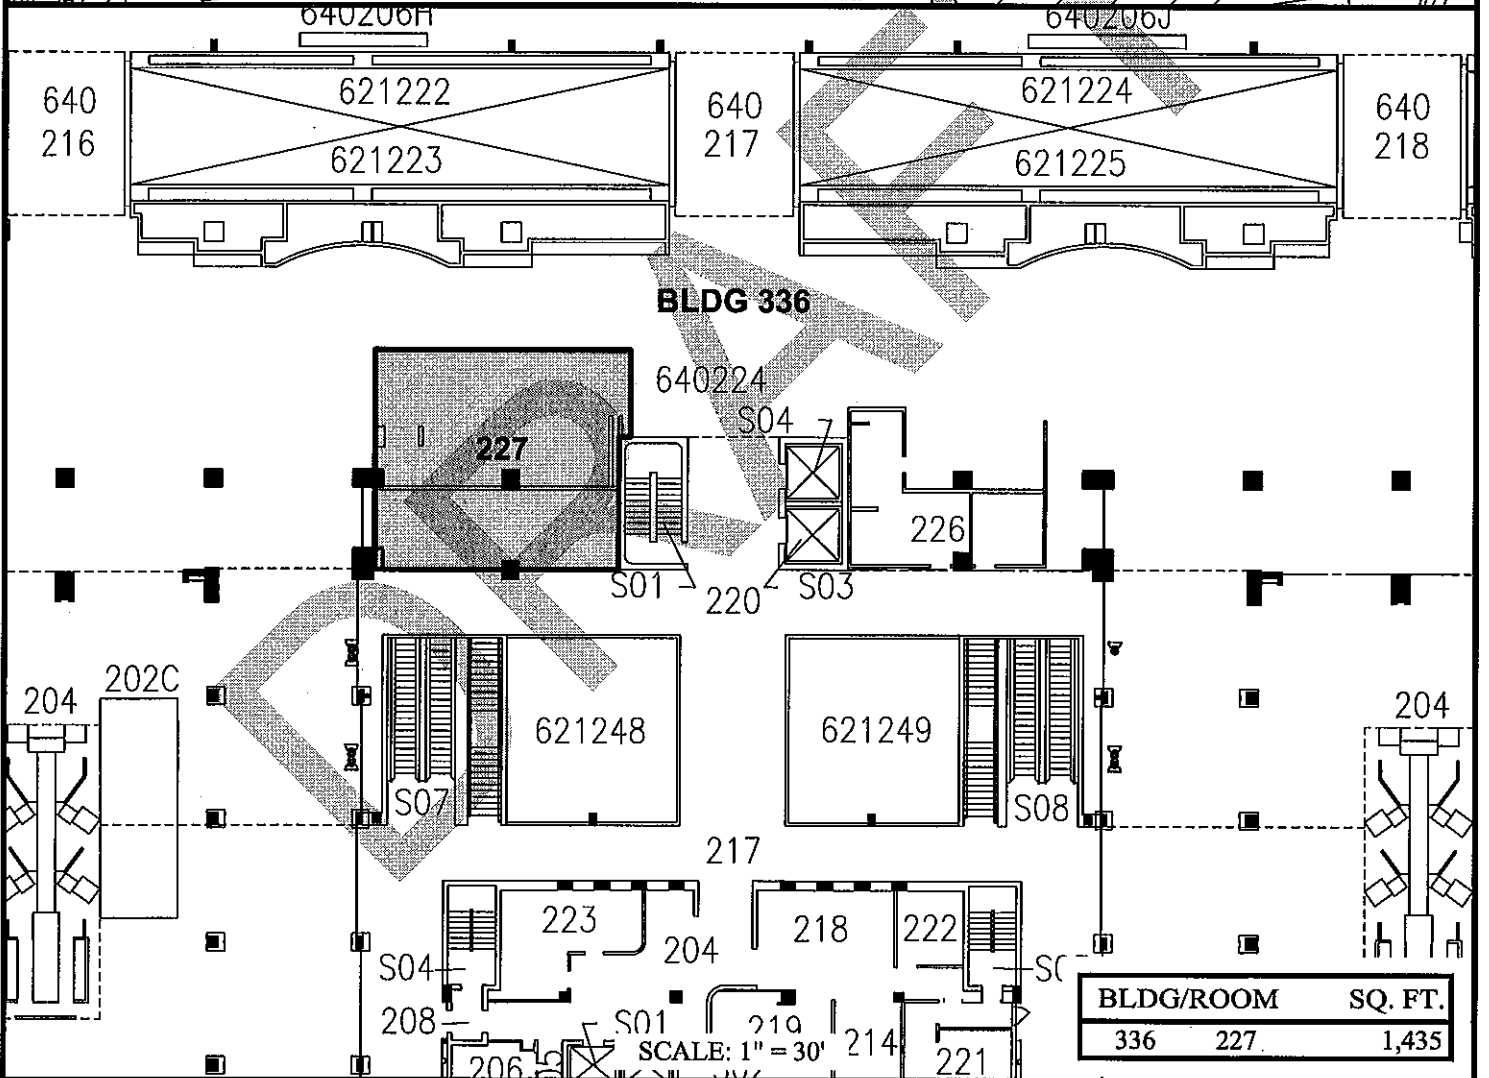 640206H 640206J
621222 621224
640 640 640
216 217 218
621223 621225
BLDG 336
640224
S04
227
226
S01 220 S03
202C
204 204
621248 621249
S07 S08
217
223 218 222
204
S04
208 S01 219 214
SCALE: 1" = 30'
206 221
BLDG/ROOM SQ. FT.
336 227 1,435
DRAFT